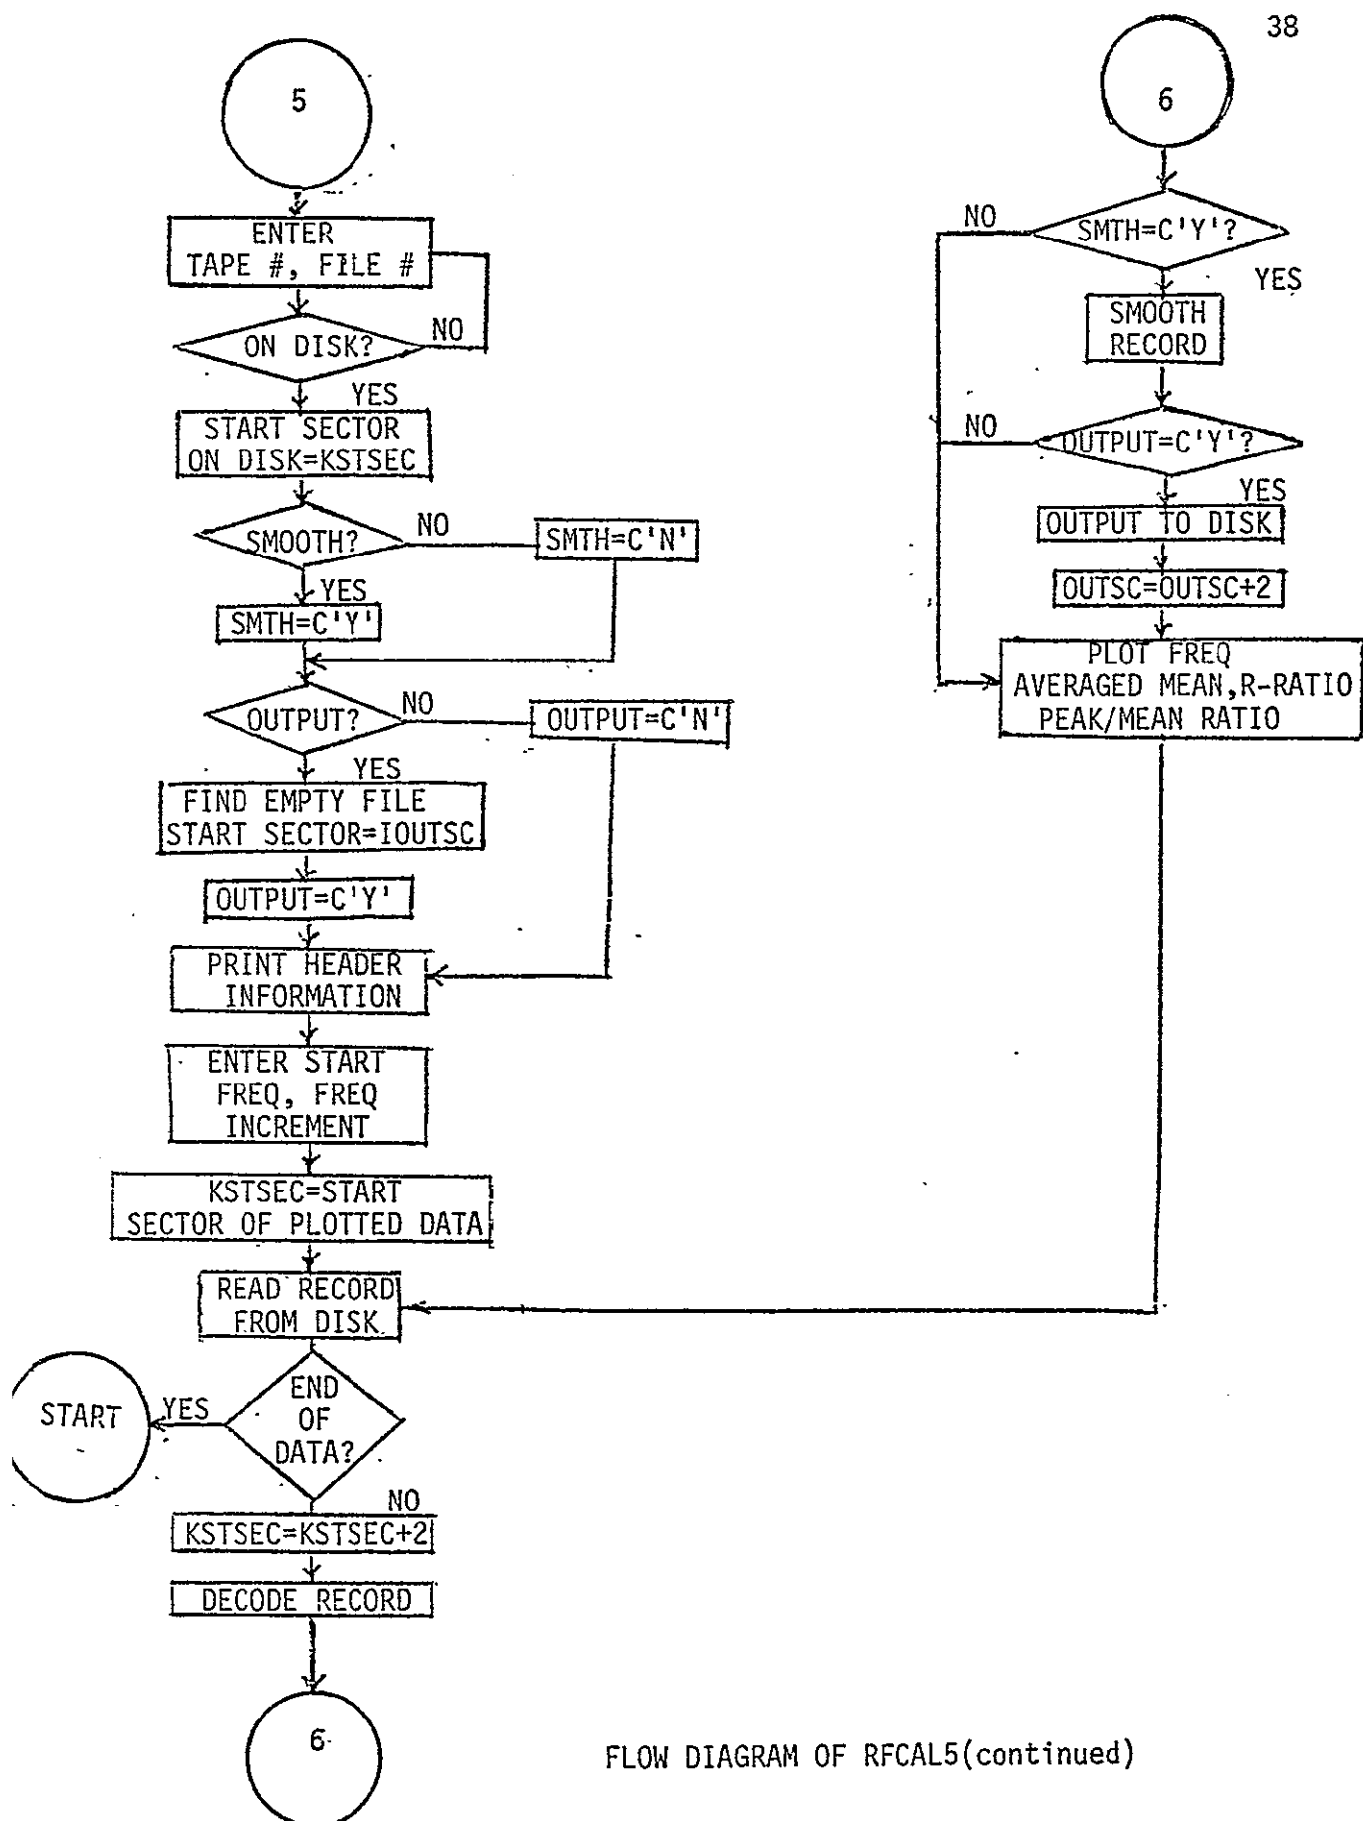 38
5
ENTER
TAPE #, FILE #
ON DISK?
NO
YES
START SECTOR
ON DISK=KSTSEC
SMOOTH?
NO
SMTH=C'N'
YES
SMTH=C'Y'
OUTPUT?
NO
OUTPUT=C'N'
YES
FIND EMPTY FILE
START SECTOR=IOUTSC
OUTPUT=C'Y'
PRINT HEADER
INFORMATION
ENTER START
FREQ, FREQ
INCREMENT
KSTSEC=START
SECTOR OF PLOTTED DATA
READ RECORD
FROM DISK
END
OF
DATA?
YES
START
NO
KSTSEC=KSTSEC+2
DECODE RECORD
6
6
SMTH=C'Y'?
NO
YES
SMOOTH
RECORD
OUTPUT=C'Y'?
NO
YES
OUTPUT TO DISK
OUTSC=OUTSC+2
PLOT FREQ
AVERAGED MEAN,R-RATIO
PEAK/MEAN RATIO
FLOW DIAGRAM OF RFCAL5(continued)